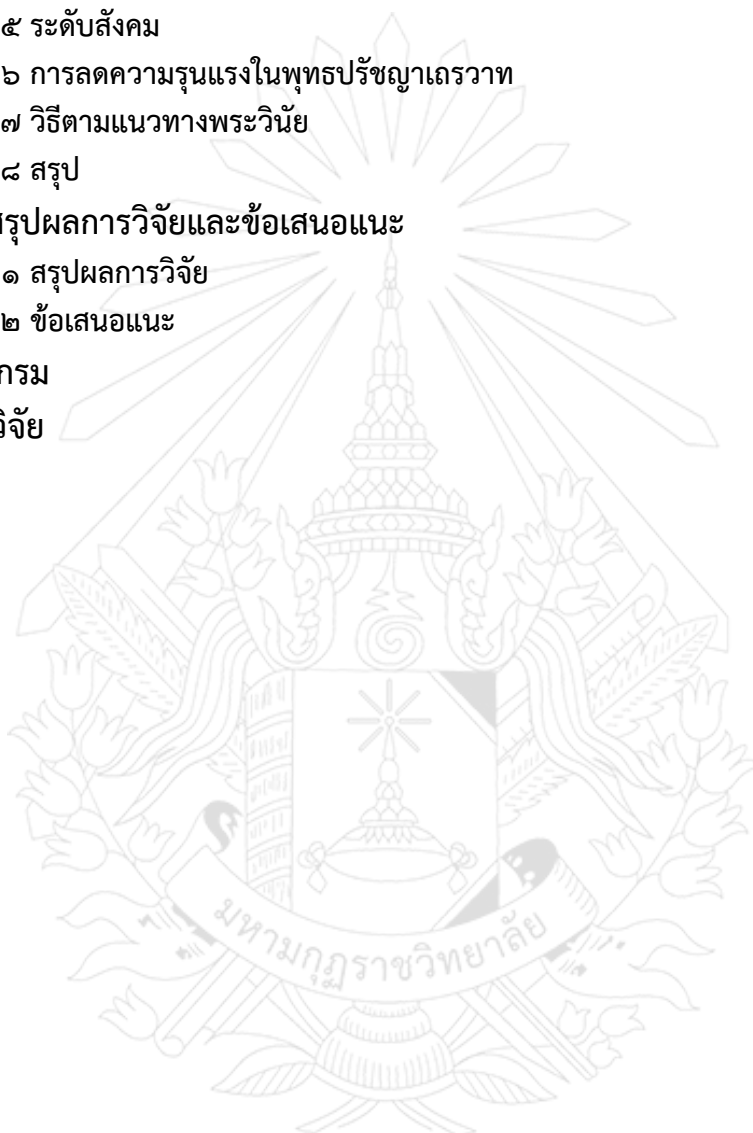 ๕ ระดับสังคม
๖ การลดความรุนแรงในพุทธปรัชญาเถรวาท
๗ วิธีตามแนวทางพระวินัย
๘ สรุป
สรุปผลการวิจัยและข้อเสนอแนะ
๑ สรุปผลการวิจัย
๒ ข้อเสนอแนะ
กรม
วิจัย
มหามกุฏราชวิทยาลัย